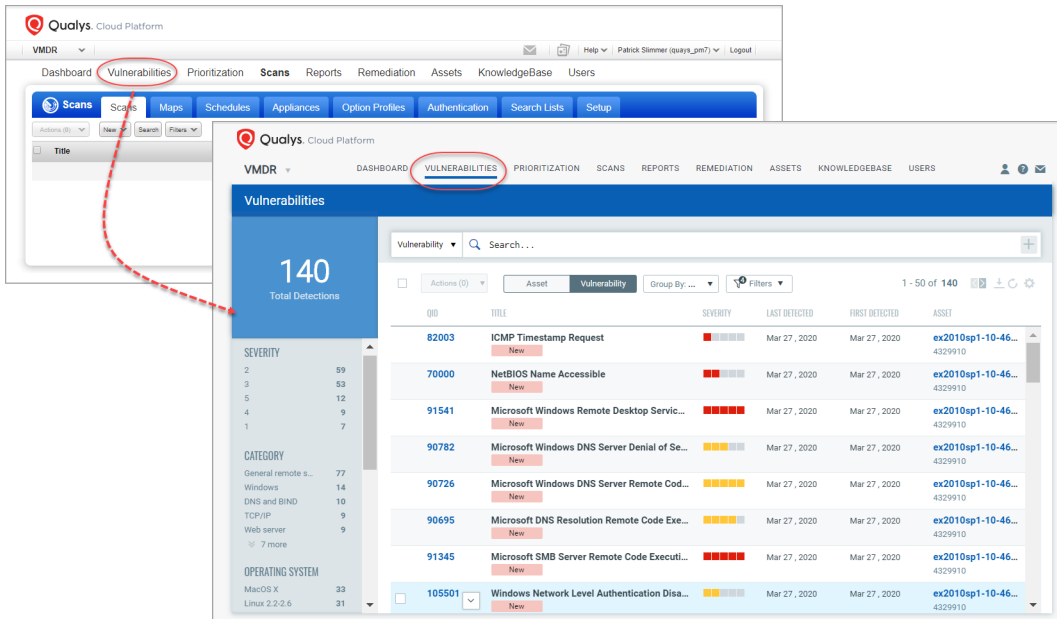 Qualys. Cloud Platform
VMDR
Help Patrick Slimmer (quays_pm7) Logout
Dashboard Vulnerabilities Prioritization Scans Reports Remediation Assets KnowledgeBase Users
Scans Scans Maps Schedules Appliances Option Profiles Authentication Search Lists Setup
Actions (0) New Search Filters
Title
Qualys. Cloud Platform
VMDR DASHBOARD VULNERABILITIES PRIORITIZATION SCANS REPORTS REMEDIATION ASSETS KNOWLEDGEBASE USERS
Vulnerabilities
140
Total Detections
Vulnerability Search...
Actions (0) Asset Vulnerability Group By: ... 4 Filters 1 - 50 of 140
QID TITLE SEVERITY LAST DETECTED FIRST DETECTED ASSET
82003 ICMP Timestamp Request Mar 27 , 2020 Mar 27 , 2020 ex2010sp1-10-46...
New 4329910
70000 NetBIOS Name Accessible Mar 27 , 2020 Mar 27 , 2020 ex2010sp1-10-46...
New 4329910
91541 Microsoft Windows Remote Desktop Servic... Mar 27 , 2020 Mar 27 , 2020 ex2010sp1-10-46...
New 4329910
90782 Microsoft Windows DNS Server Denial of Se... Mar 27 , 2020 Mar 27 , 2020 ex2010sp1-10-46...
New 4329910
90726 Microsoft Windows DNS Server Remote Cod... Mar 27 , 2020 Mar 27 , 2020 ex2010sp1-10-46...
New 4329910
90695 Microsoft DNS Resolution Remote Code Exe... Mar 27 , 2020 Mar 27 , 2020 ex2010sp1-10-46...
New 4329910
91345 Microsoft SMB Server Remote Code Executi... Mar 27 , 2020 Mar 27 , 2020 ex2010sp1-10-46...
New 4329910
105501 Windows Network Level Authentication Disa... Mar 27 , 2020 Mar 27 , 2020 ex2010sp1-10-46...
New 4329910
SEVERITY
2 59
3 53
5 12
4 9
1 7
CATEGORY
General remote s... 77
Windows 14
DNS and BIND 10
TCP/IP 9
Web server 9
7 more
OPERATING SYSTEM
MacOS X 33
Linux 2.2-2.6 31